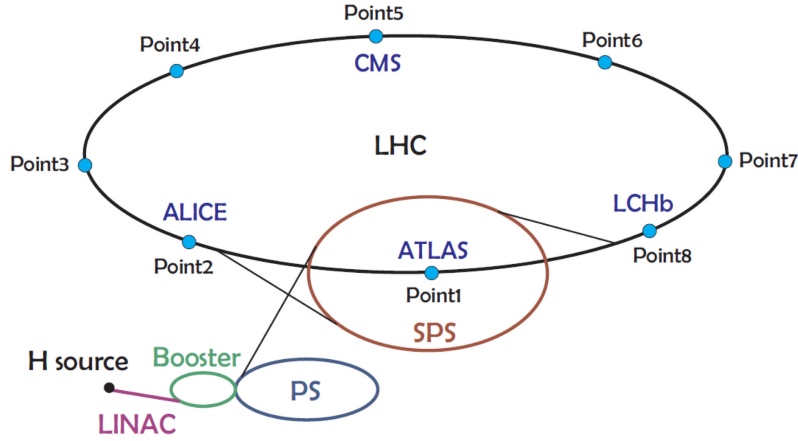 Point5
Point4
Point6
CMS
LHC
Point3
Point7
ALICE
LCHb
ATLAS
Point2
Point8
Point1
SPS
Booster
H source
PS
LINAC